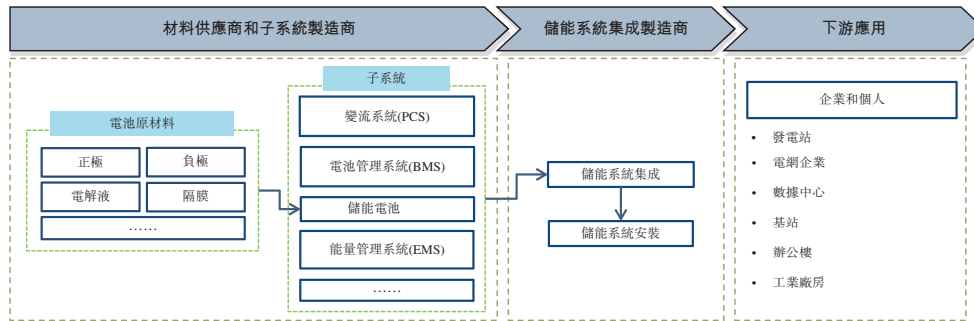 材料供應商和子系統製造商
儲能系統集成製造商
下游應用
電池原材料
正極
負極
電解液
隔膜
……
子系統
變流系統(PCS)
電池管理系統(BMS)
儲能電池
能量管理系統(EMS)
……
儲能系統集成
儲能系統安裝
企業和個人
• 發電站
• 電網企業
• 數據中心
• 基站
• 辦公樓
• 工業廠房